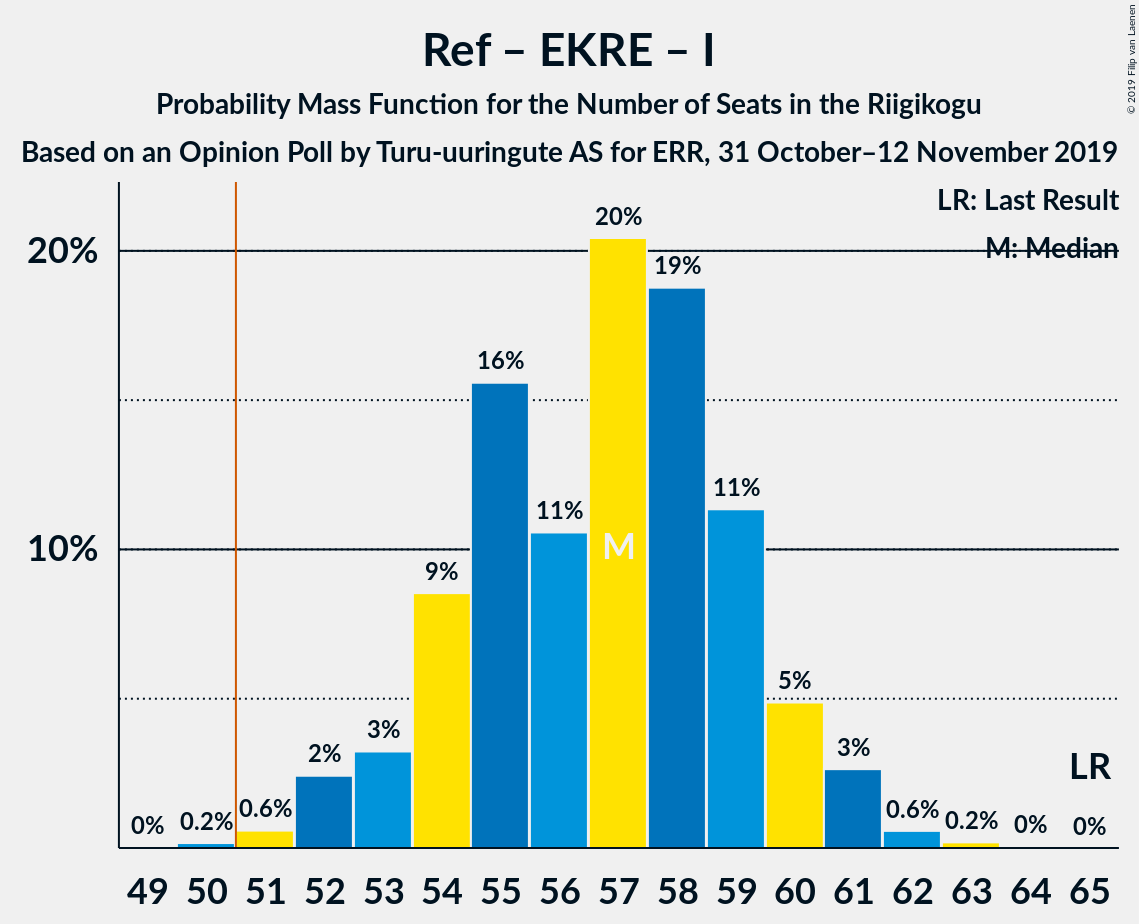 Ref – EKRE – I
Probability Mass Function for the Number of Seats in the Riigikogu
Based on an Opinion Poll by Turu-uuringute AS for ERR, 31 October–12 November 2019
© 2019 Filip van Laenen
LR: Last Result
M: Median
20%
10%
0% 0.2% 0.6% 2% 3% 9% 16% 11% 20% 19% 11% 5% 3% 0.6% 0.2% 0% 0%
M
LR
49 50 51 52 53 54 55 56 57 58 59 60 61 62 63 64 65